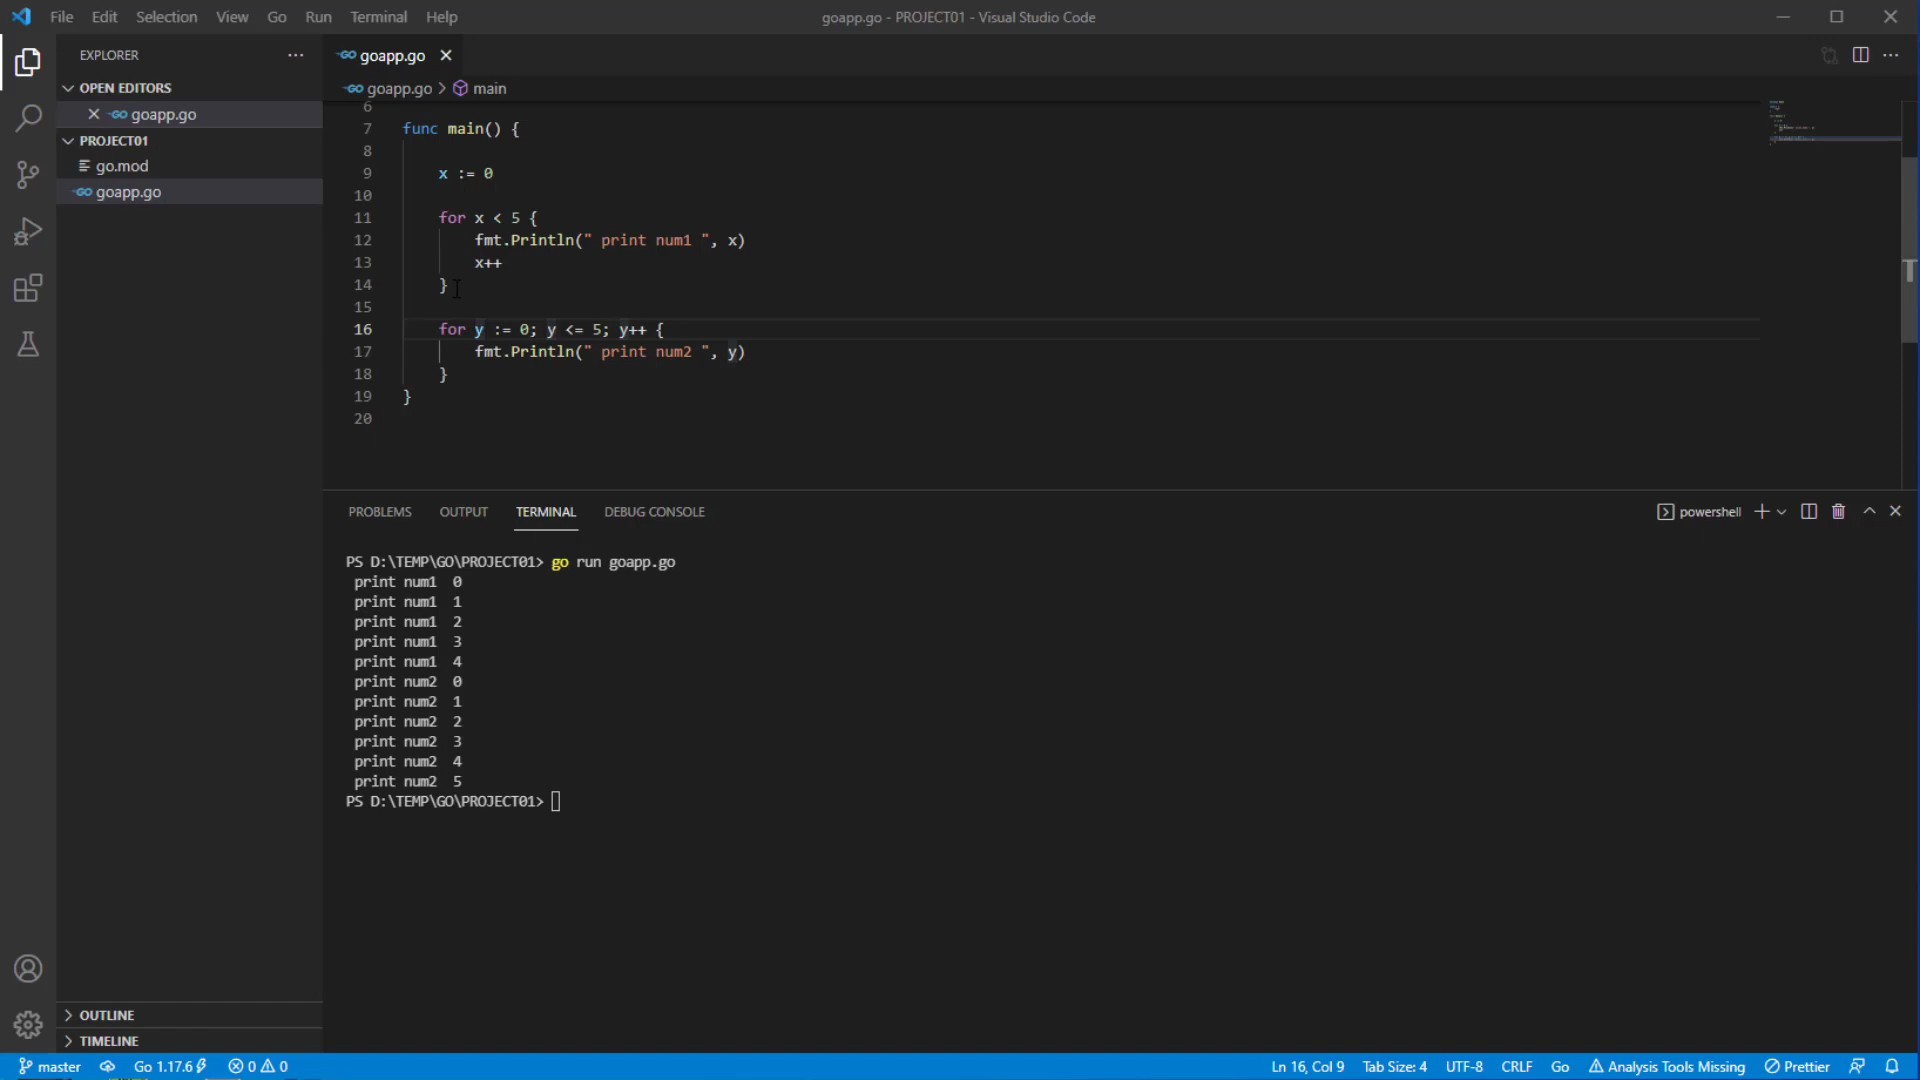 File Edit Selection View Go Run Terminal Help
goapp.go - PROJECT01 - Visual Studio Code
EXPLORER
OPEN EDITORS
goapp.go
PROJECT01
go.mod
goapp.go
OUTLINE
TIMELINE
goapp.go
goapp.go > main
6
7 func main() {
8
9 x := 0
10
11 for x < 5 {
12 fmt.Println(" print num1 ", x)
13 x++
14 }
15
16 for y := 0; y <= 5; y++ {
17 fmt.Println(" print num2 ", y)
18 }
19 }
20
PROBLEMS OUTPUT TERMINAL DEBUG CONSOLE
powershell
PS D:\TEMP\GO\PROJECT01> go run goapp.go
print num1 0
print num1 1
print num1 2
print num1 3
print num1 4
print num2 0
print num2 1
print num2 2
print num2 3
print num2 4
print num2 5
PS D:\TEMP\GO\PROJECT01>
master Go 1.17.6 0 0 Ln 16, Col 9 Tab Size: 4 UTF-8 CRLF Go Analysis Tools Missing Prettier